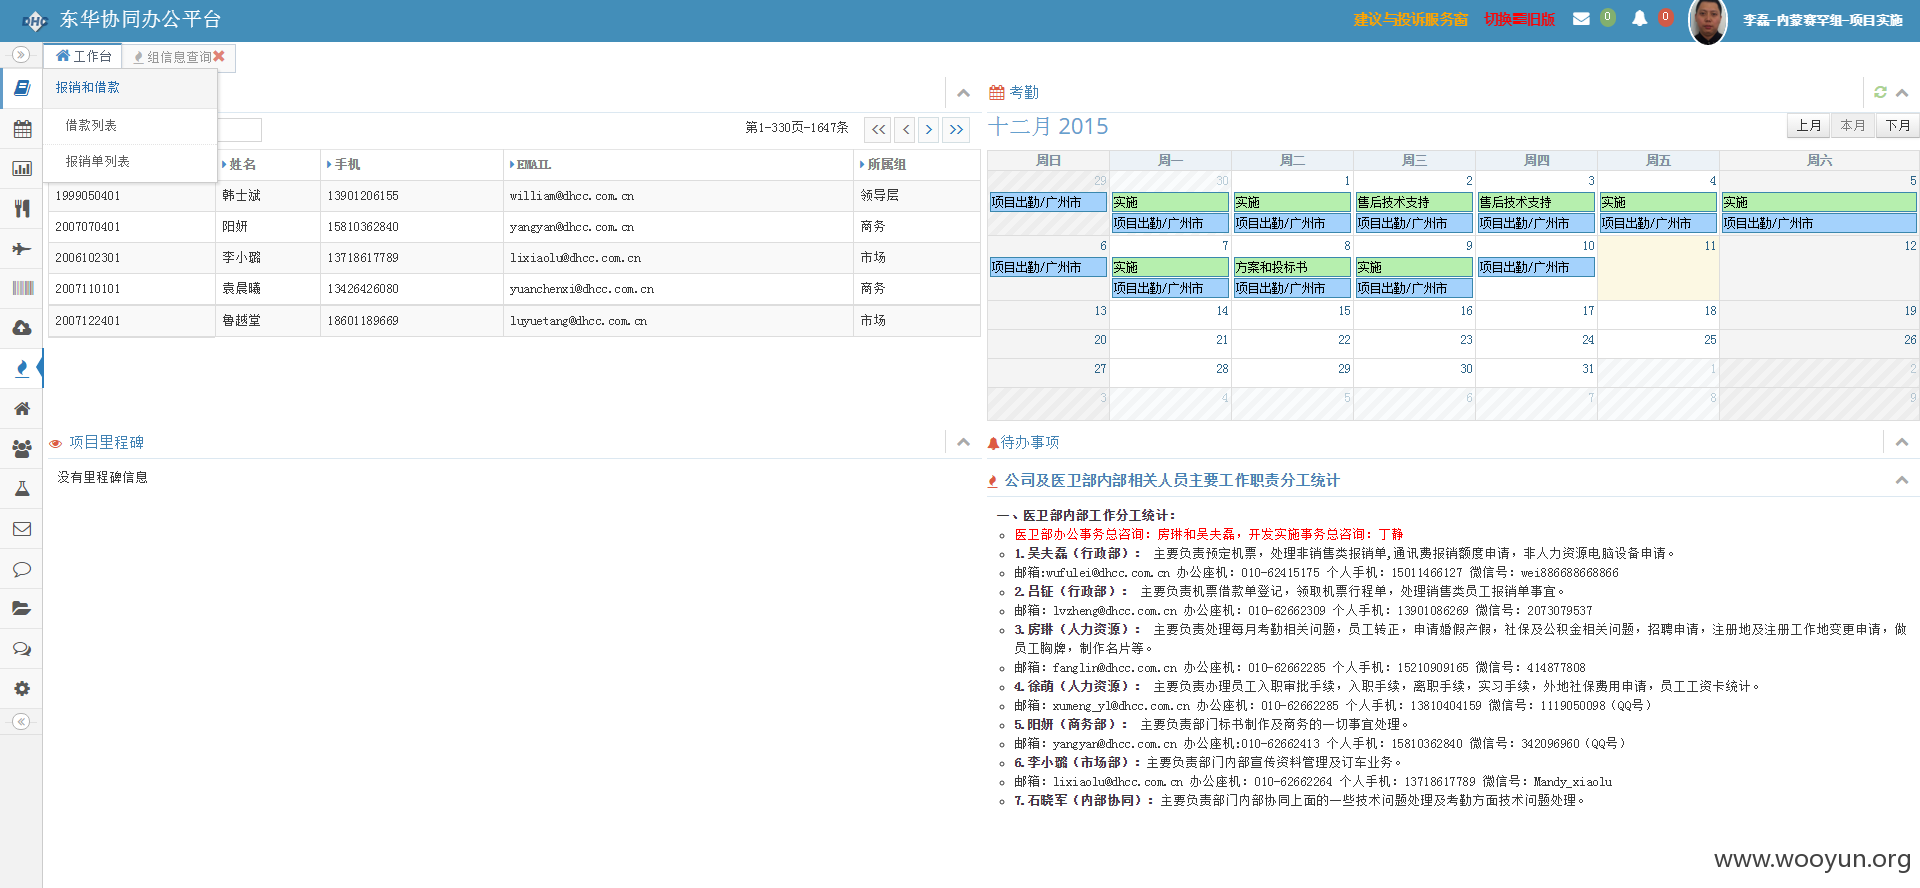 DHC 东华协同办公平台
建议与投诉服务窗 切换至旧版 0 0 李磊-内蒙赛罕组-项目实施
工作台 组信息查询
报销和借款
借款列表
报销单列表
第1-330页-1647条
<< < > >>
姓名 手机 EMAIL 所属组
1999050401 韩士斌 13901206155 william@dhcc.com.cn 领导层
2007070401 阳妍 15810362840 yangyan@dhcc.com.cn 商务
2006102301 李小璐 13718617789 lixiaolu@dhcc.com.cn 市场
2007110101 袁晨曦 13426426080 yuanchenxi@dhcc.com.cn 商务
2007122401 鲁越堂 18601189669 luyuetang@dhcc.com.cn 市场
项目里程碑
没有里程碑信息
考勤
十二月 2015 上月 本月 下月
周日 周一 周二 周三 周四 周五 周六
29 30 1 2 3 4 5
实施 实施 售后技术支持 售后技术支持 实施 实施
项目出勤/广州市 项目出勤/广州市 项目出勤/广州市 项目出勤/广州市 项目出勤/广州市 项目出勤/广州市 项目出勤/广州市
6 7 8 9 10 11 12
项目出勤/广州市 实施 方案和投标书 实施 项目出勤/广州市
项目出勤/广州市 项目出勤/广州市 项目出勤/广州市
13 14 15 16 17 18 19
20 21 22 23 24 25 26
27 28 29 30 31 1 2
3 4 5 6 7 8 9
待办事项
公司及医卫部内部相关人员主要工作职责分工统计
一、医卫部内部工作分工统计：
医卫部办公事务总咨询：房琳和吴夫磊，开发实施事务总咨询：丁静
1.吴夫磊（行政部）： 主要负责预定机票，处理非销售类报销单,通讯费报销额度申请，非人力资源电脑设备申请。
邮箱:wufulei@dhcc.com.cn 办公座机：010-62415175 个人手机：15011466127 微信号：wei886688668866
2.吕钲（行政部）： 主要负责机票借款单登记，领取机票行程单，处理销售类员工报销单事宜。
邮箱：lvzheng@dhcc.com.cn 办公座机：010-62662309 个人手机：13901086269 微信号：2073079537
3.房琳（人力资源）： 主要负责处理每月考勤相关问题，员工转正，申请婚假产假，社保及公积金相关问题，招聘申请，注册地及注册工作地变更申请，做
员工胸牌，制作名片等。
邮箱：fanglin@dhcc.com.cn 办公座机：010-62662285 个人手机：15210909165 微信号：414877808
4.徐萌（人力资源）： 主要负责办理员工入职审批手续，入职手续，离职手续，实习手续，外地社保费用申请，员工工资卡统计。
邮箱：xumeng_yl@dhcc.com.cn 办公座机：010-62662285 个人手机：13810404159 微信号：1119050098（QQ号）
5.阳妍（商务部）： 主要负责部门标书制作及商务的一切事宜处理。
邮箱：yangyan@dhcc.com.cn 办公座机:010-62662413 个人手机：15810362840 微信号：342096960（QQ号）
6.李小璐（市场部）：主要负责部门内部宣传资料管理及订车业务。
邮箱：lixiaolu@dhcc.com.cn 办公座机：010-62662264 个人手机：13718617789 微信号：Mandy_xiaolu
7.石晓军（内部协同）：主要负责部门内部协同上面的一些技术问题处理及考勤方面技术问题处理。
www.wooyun.org